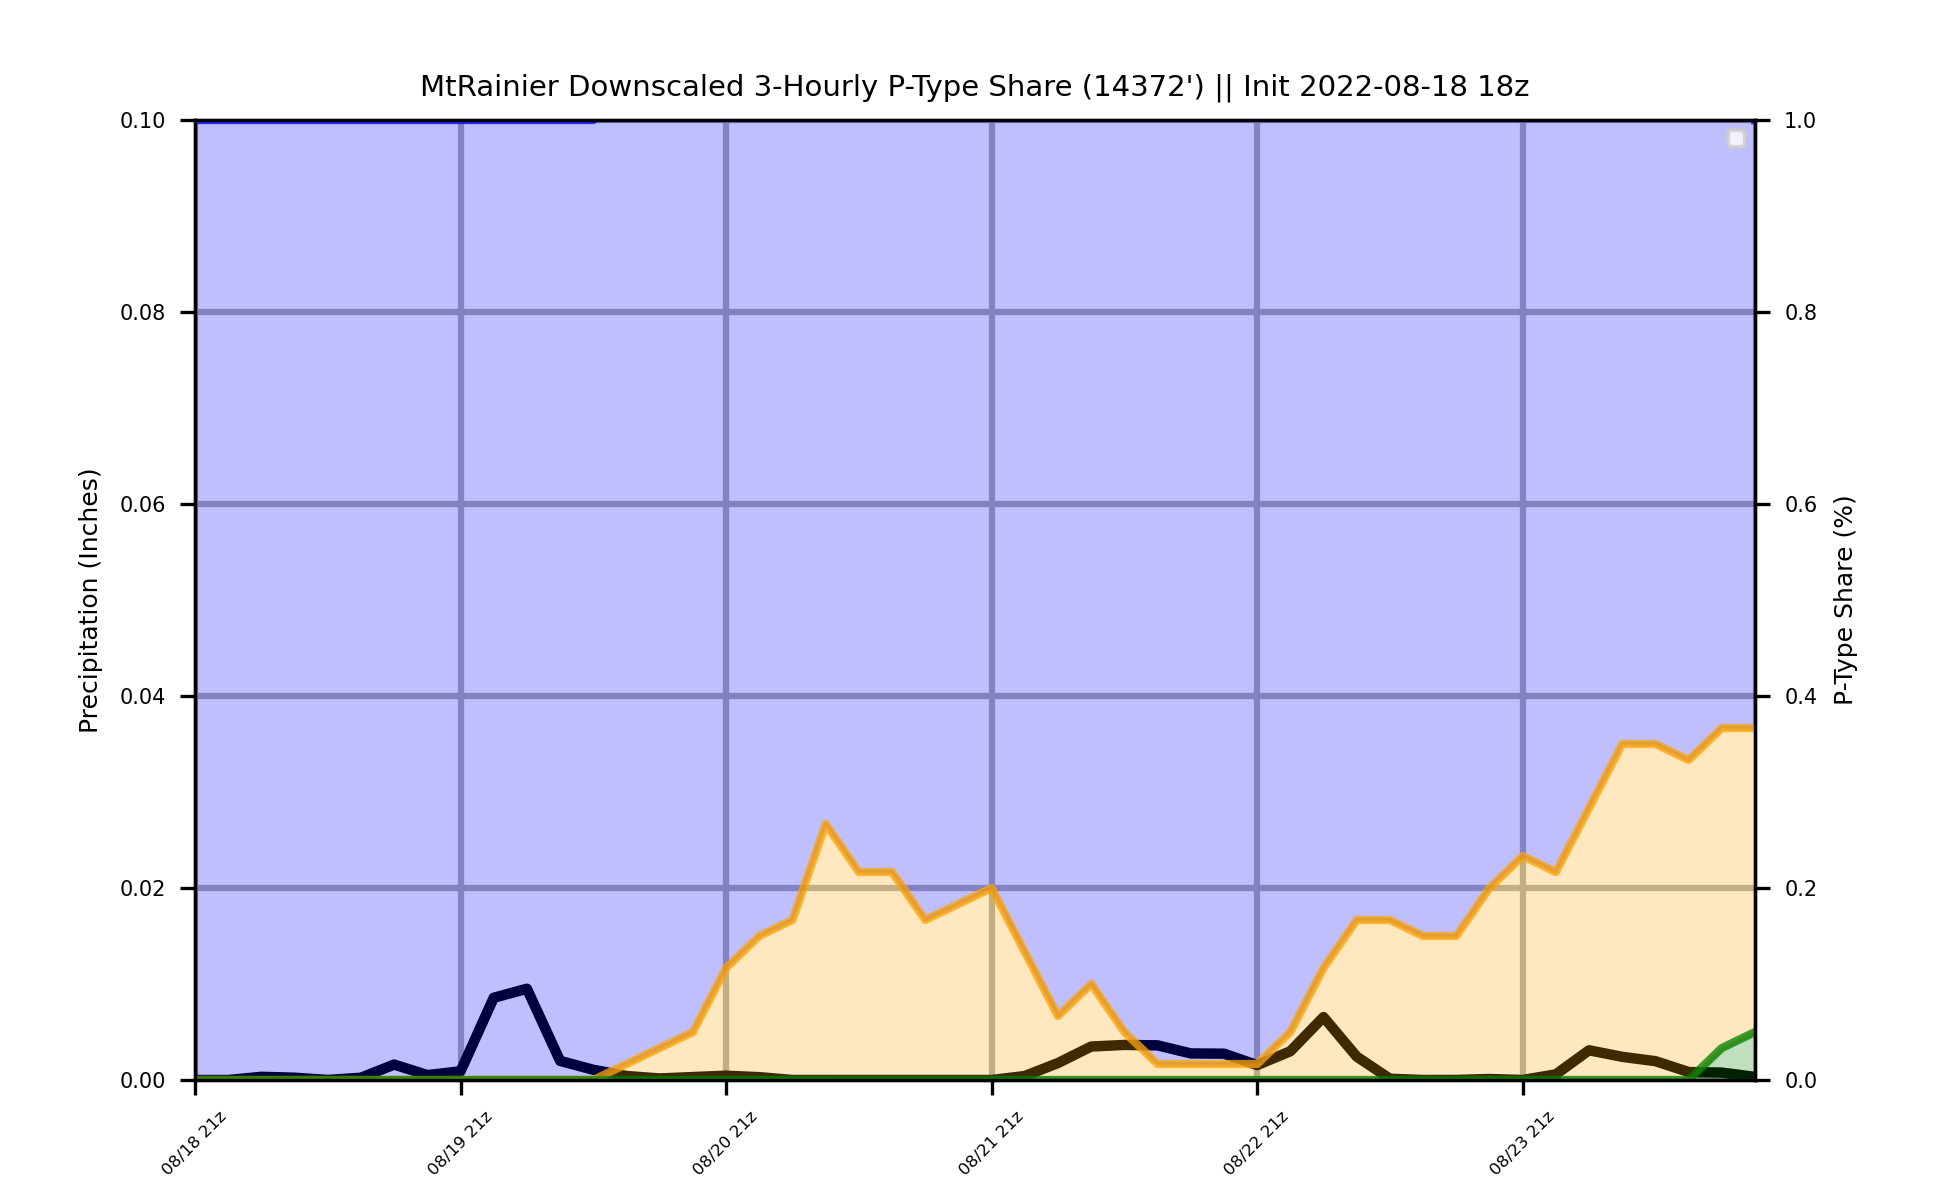 MtRainier Downscaled 3-Hourly P-Type Share (14372') || Init 2022-08-18 18z
Precipitation (Inches)
0.10
0.08
0.06
0.04
0.02
0.00
1.0
0.8
0.6
0.4
0.2
0.0
P-Type Share (%)
08/18 21z
08/19 21z
08/20 21z
08/21 21z
08/22 21z
08/23 21z